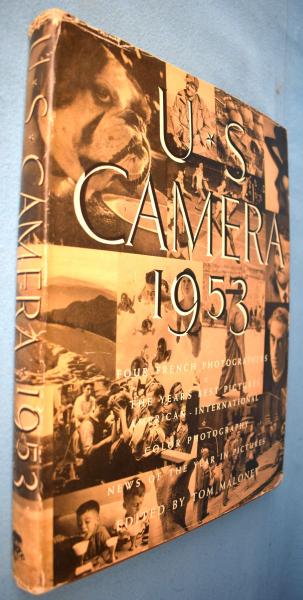 U★S★CAMERA★1953
U★S
CAMERA
1953
FOUR FRENCH PHOTOGRAPHERS
THE YEARS BEST PICTURES
AMERICAN - INTERNATIONAL
COLOR PHOTOGRAPHY
NEWS OF THE YEAR IN PICTURES
EDITED BY TOM MALONEY